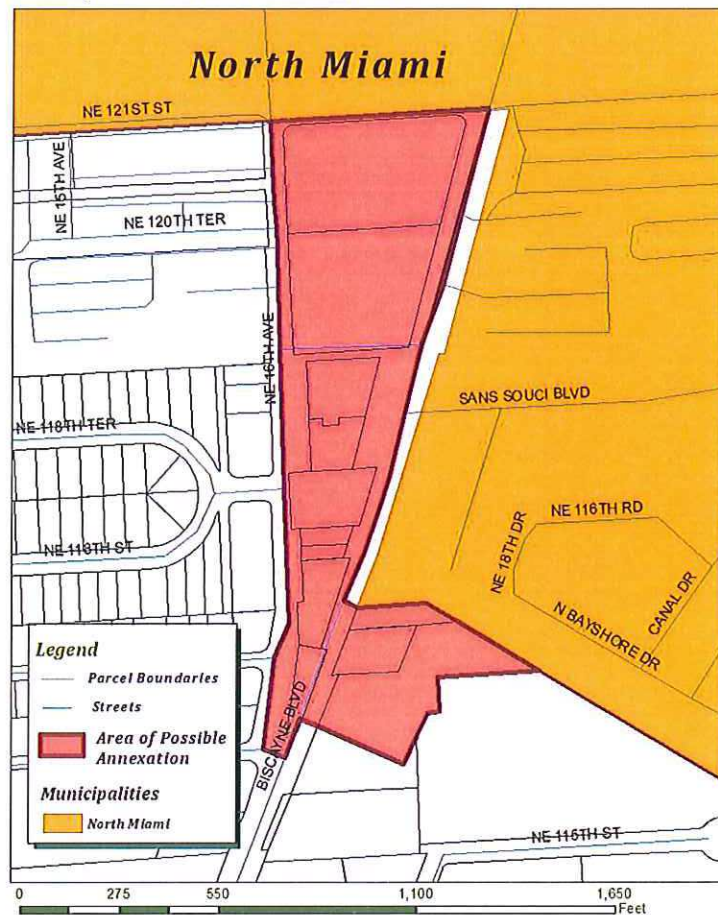 North Miami
NE 121ST ST
NE 15TH AVE
NE 120TH TER
NE 16TH AVE
SANS SOUCI BLVD
NE 118TH TER
NE 116TH RD
NE 118TH ST
NE 18TH DR
CANAL DR
N BAYSHORE DR
BISCAYNE BLVD
NE 115TH ST
Legend
Parcel Boundaries
Streets
Area of Possible
Annexation
Municipalities
North Miami
0 275 550 1,100 1,650
Feet